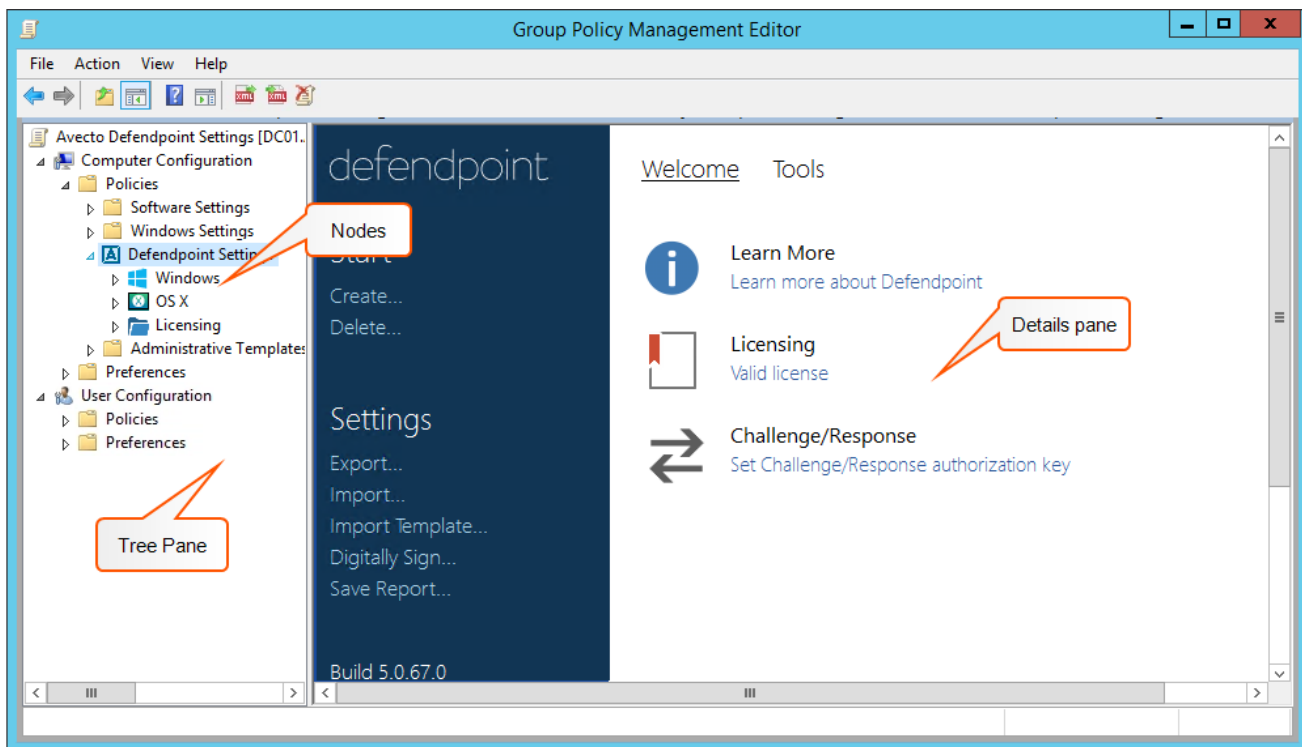 Group Policy Management Editor
File Action View Help
Avecto Defendpoint Settings [DC01..
Computer Configuration
Policies
Software Settings
Windows Settings
Defendpoint Settin
Windows
OS X
Licensing
Administrative Templates
Preferences
User Configuration
Policies
Preferences
Nodes
Tree Pane
defendpoint
Start
Create...
Delete...
Settings
Export...
Import...
Import Template...
Digitally Sign...
Save Report...
Build 5.0.67.0
Welcome Tools
Learn More
Learn more about Defendpoint
Licensing
Valid license
Challenge/Response
Set Challenge/Response authorization key
Details pane